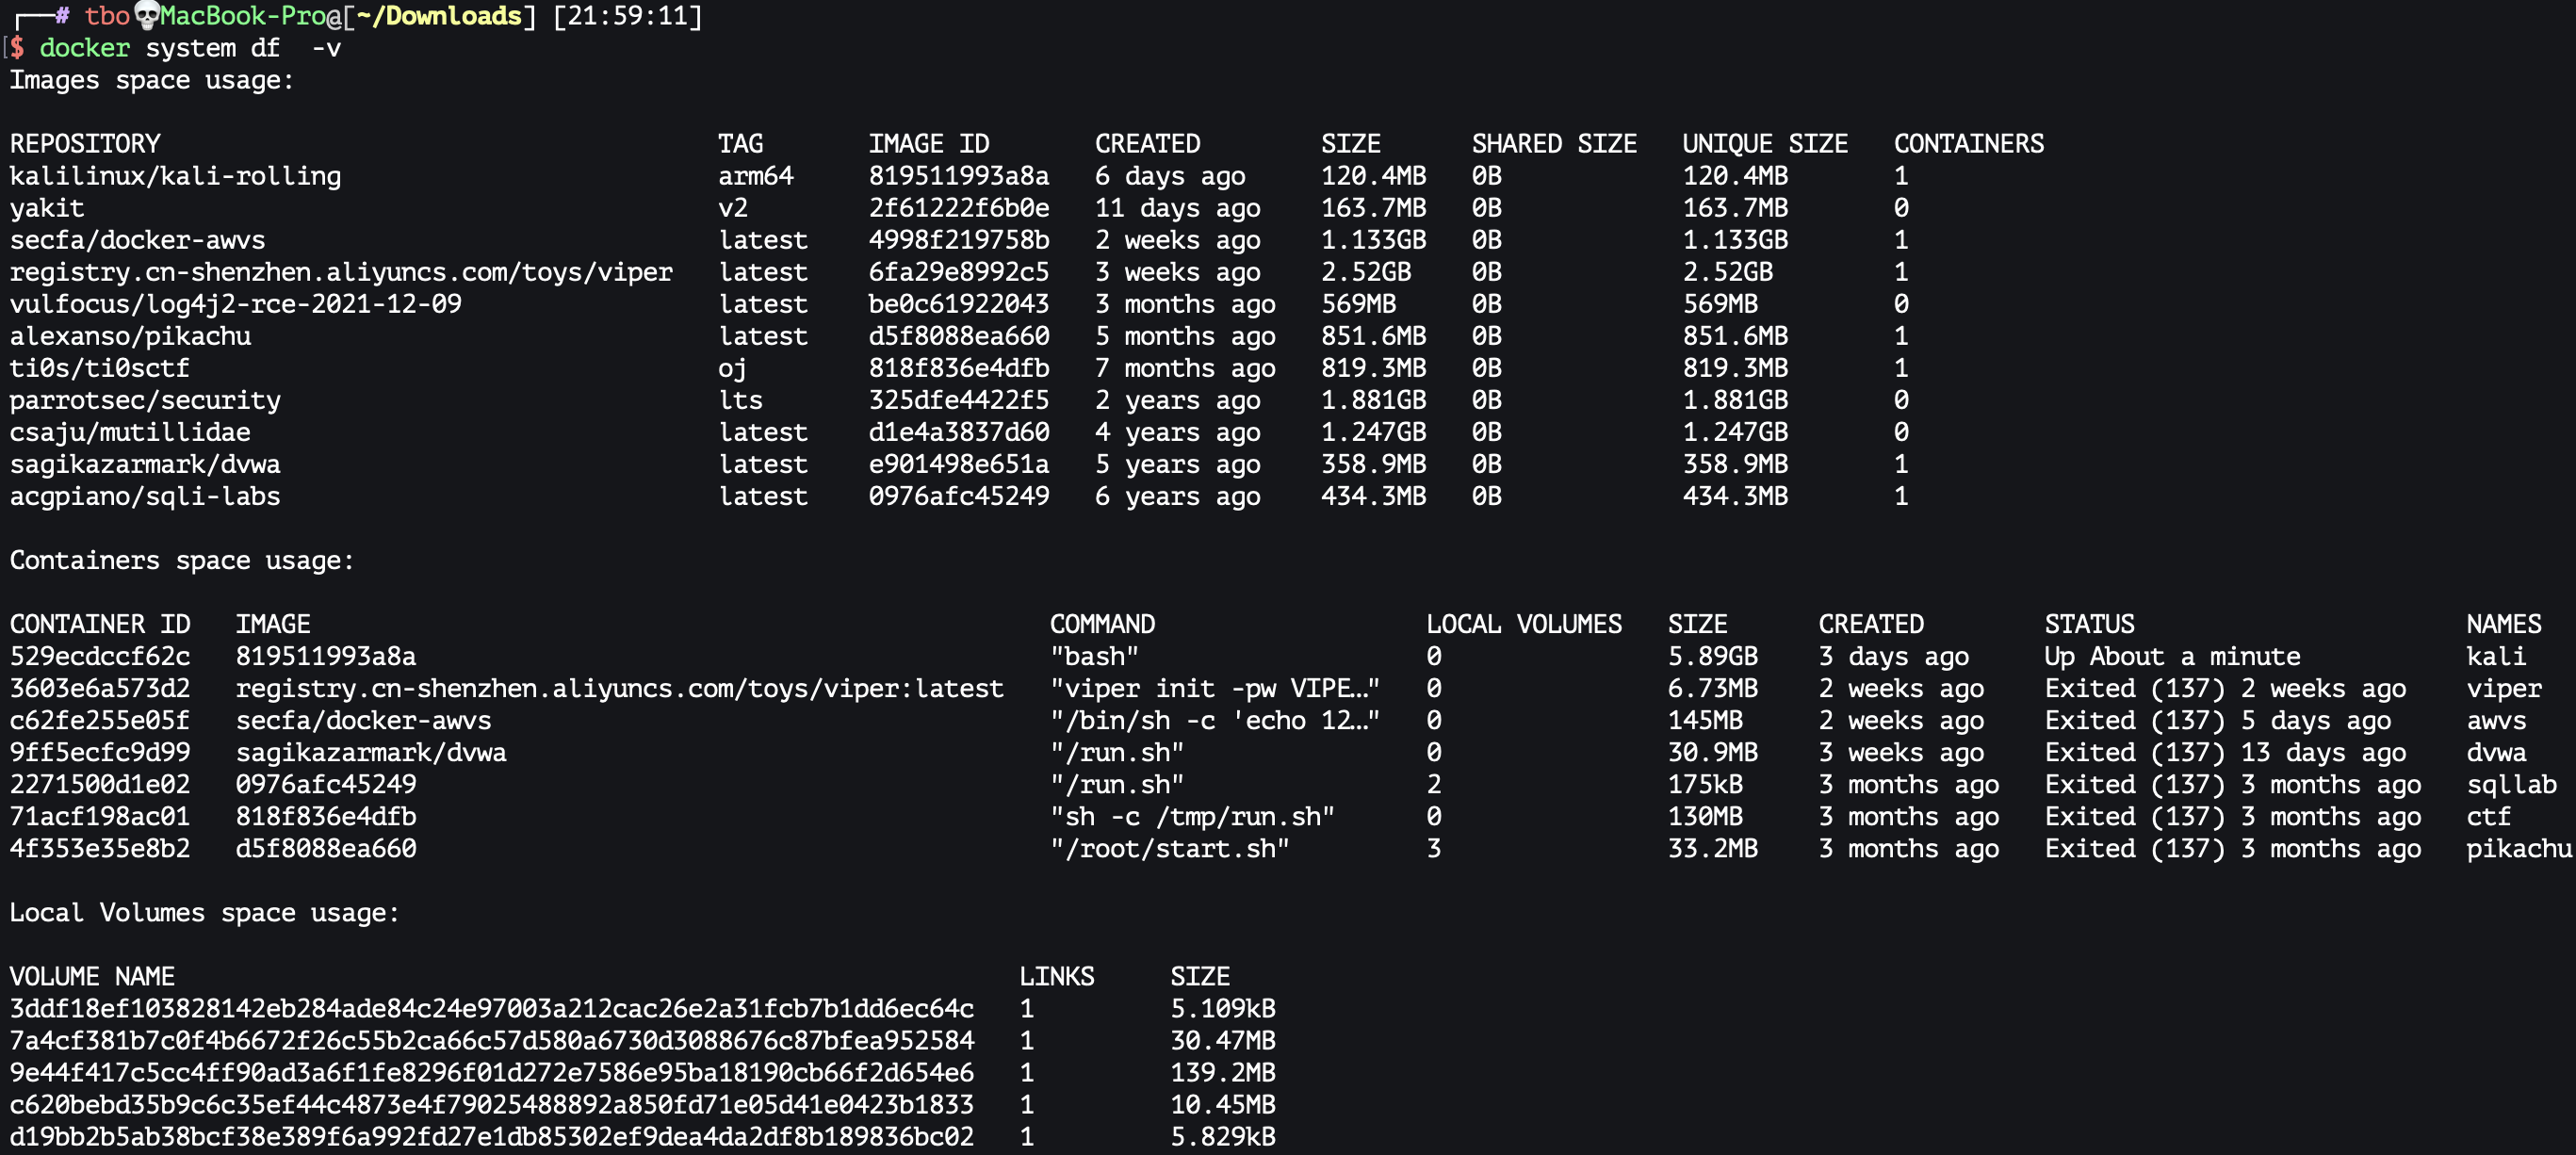 ┌──# tbo💀MacBook-Pro@[~/Downloads] [21:59:11]
$ docker system df  -v
Images space usage:

REPOSITORY                                     TAG       IMAGE ID       CREATED        SIZE      SHARED SIZE   UNIQUE SIZE   CONTAINERS
kalilinux/kali-rolling                         arm64     819511993a8a   6 days ago     120.4MB   0B            120.4MB       1
yakit                                          v2        2f61222f6b0e   11 days ago    163.7MB   0B            163.7MB       0
secfa/docker-awvs                              latest    4998f219758b   2 weeks ago    1.133GB   0B            1.133GB       1
registry.cn-shenzhen.aliyuncs.com/toys/viper   latest    6fa29e8992c5   3 weeks ago    2.52GB    0B            2.52GB        1
vulfocus/log4j2-rce-2021-12-09                 latest    be0c61922043   3 months ago   569MB     0B            569MB         0
alexanso/pikachu                               latest    d5f8088ea660   5 months ago   851.6MB   0B            851.6MB       1
ti0s/ti0sctf                                   oj        818f836e4dfb   7 months ago   819.3MB   0B            819.3MB       1
parrotsec/security                             lts       325dfe4422f5   2 years ago    1.881GB   0B            1.881GB       0
csaju/mutillidae                               latest    d1e4a3837d60   4 years ago    1.247GB   0B            1.247GB       0
sagikazarmark/dvwa                             latest    e901498e651a   5 years ago    358.9MB   0B            358.9MB       1
acgpiano/sqli-labs                             latest    0976afc45249   6 years ago    434.3MB   0B            434.3MB       1

Containers space usage:

CONTAINER ID   IMAGE                                                 COMMAND                  LOCAL VOLUMES   SIZE      CREATED        STATUS                      NAMES
529ecdccf62c   819511993a8a                                          "bash"                   0               5.89GB    3 days ago     Up About a minute           kali
3603e6a573d2   registry.cn-shenzhen.aliyuncs.com/toys/viper:latest   "viper init -pw VIPE…"   0               6.73MB    2 weeks ago    Exited (137) 2 weeks ago    viper
c62fe255e05f   secfa/docker-awvs                                     "/bin/sh -c 'echo 12…"   0               145MB     2 weeks ago    Exited (137) 5 days ago     awvs
9ff5ecfc9d99   sagikazarmark/dvwa                                    "/run.sh"                0               30.9MB    3 weeks ago    Exited (137) 13 days ago    dvwa
2271500d1e02   0976afc45249                                          "/run.sh"                2               175kB     3 months ago   Exited (137) 3 months ago   sqllab
71acf198ac01   818f836e4dfb                                          "sh -c /tmp/run.sh"      0               130MB     3 months ago   Exited (137) 3 months ago   ctf
4f353e35e8b2   d5f8088ea660                                          "/root/start.sh"         3               33.2MB    3 months ago   Exited (137) 3 months ago   pikachu

Local Volumes space usage:

VOLUME NAME                                                        LINKS     SIZE
3ddf18ef103828142eb284ade84c24e97003a212cac26e2a31fcb7b1dd6ec64c   1         5.109kB
7a4cf381b7c0f4b6672f26c55b2ca66c57d580a6730d3088676c87bfea952584   1         30.47MB
9e44f417c5cc4ff90ad3a6f1fe8296f01d272e7586e95ba18190cb66f2d654e6   1         139.2MB
c620bebd35b9c6c35ef44c4873e4f79025488892a850fd71e05d41e0423b1833   1         10.45MB
d19bb2b5ab38bcf38e389f6a992fd27e1db85302ef9dea4da2df8b189836bc02   1         5.829kB